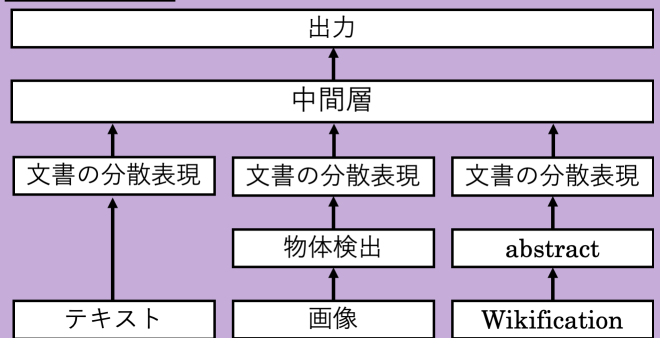 出力
中間層
文書の分散表現
文書の分散表現
文書の分散表現
物体検出
abstract
テキスト
画像
Wikification